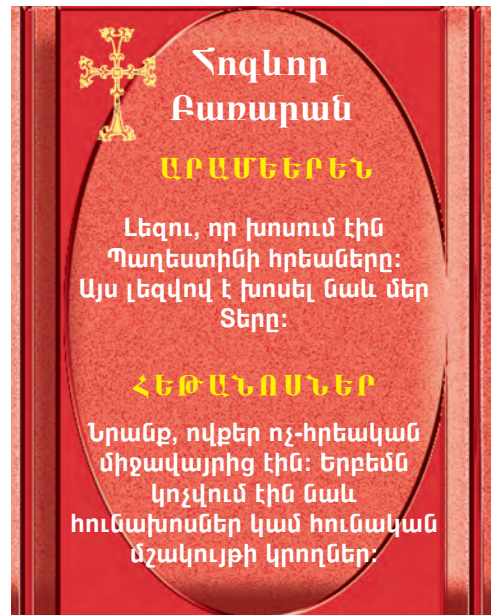 Հոգևոր
Բառարան
ԱՐԱՄԵԵՐԵՆ
Լեզու, որ խոսում էին
Պաղեստինի հրեաները։
Այս լեզվով է խոսել նաև մեր
Տերը։
ՀԵԹԱՆՈՍՆԵՐ
Նրանք, ովքեր ոչ-հրեական
միջավայրից էին։ Երբեմն
կոչվում էին նաև
հունախոսներ կամ հունական
մշակույթի կրողներ։